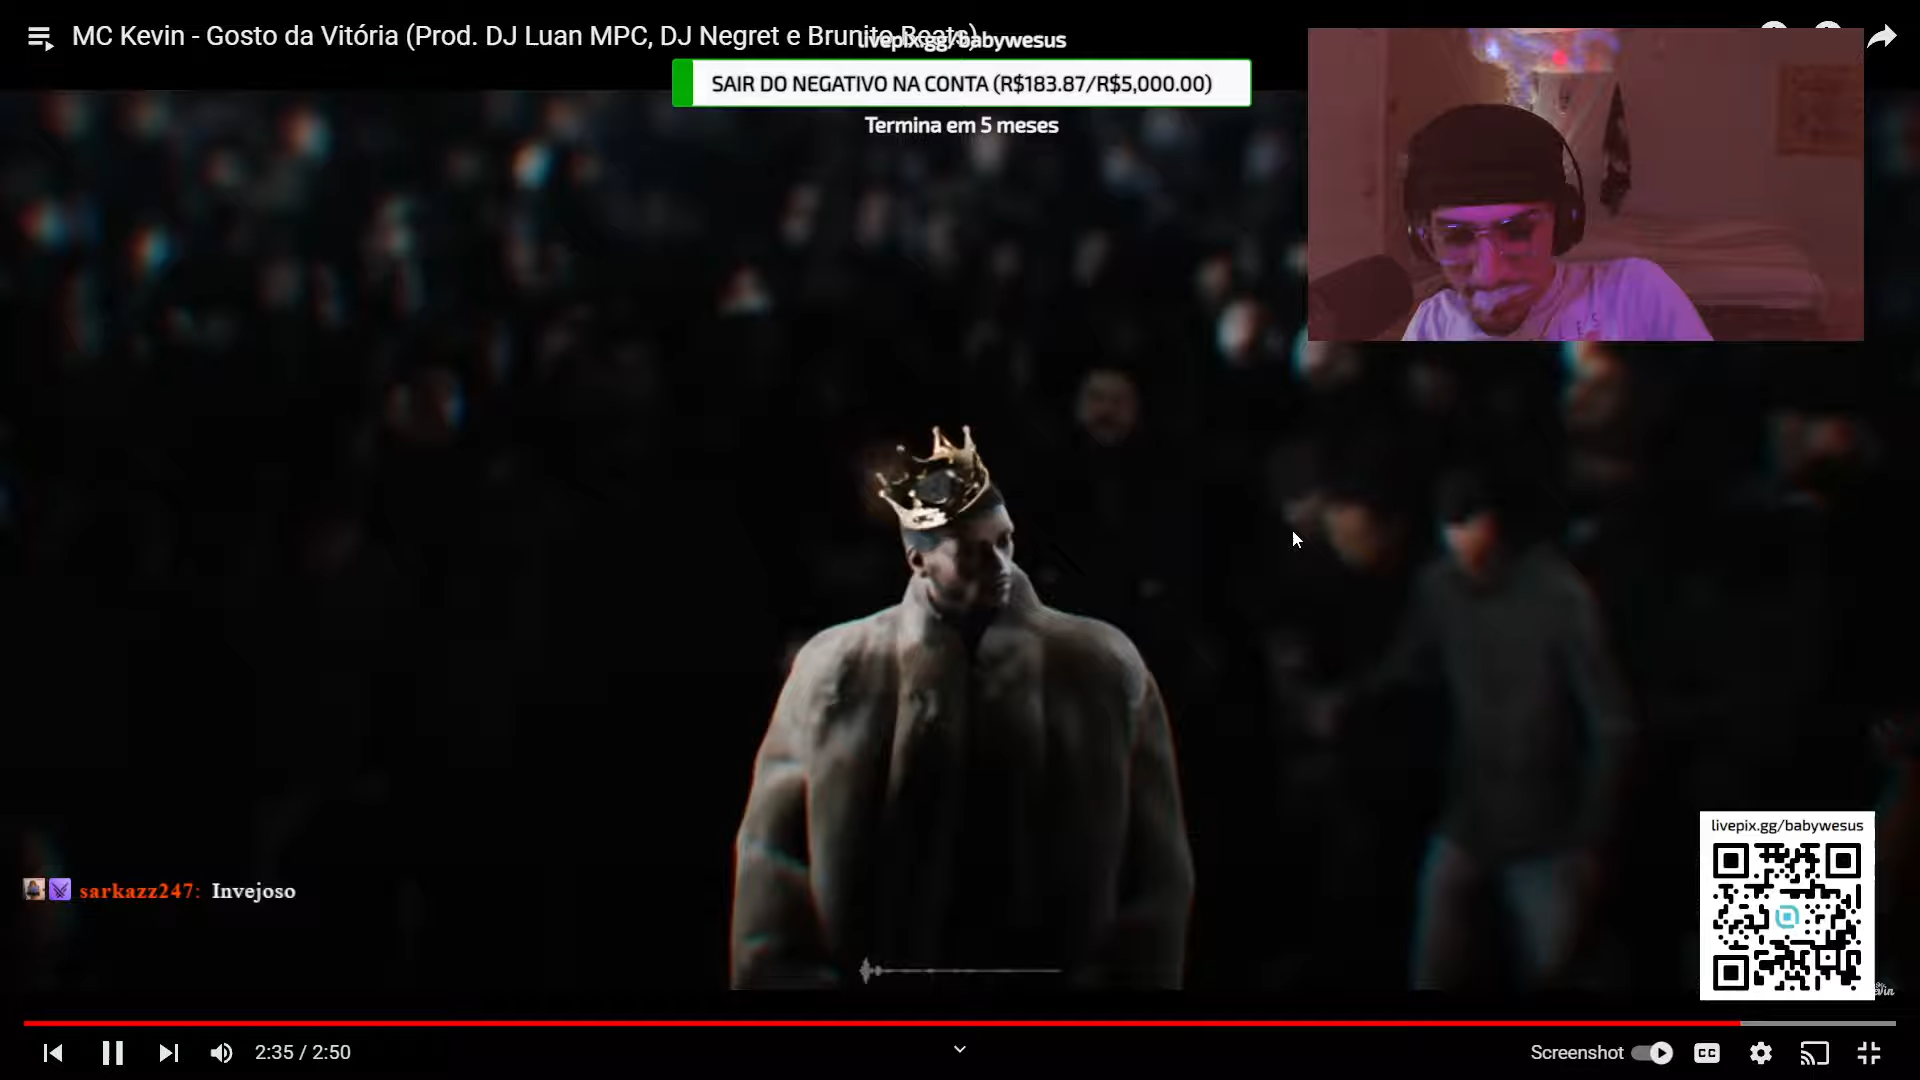 MC Kevin - Gosto da Vitória (Prod. DJ Luan MPC, DJ Negret e Brunito Beats)
livepix.gg/babywesus
SAIR DO NEGATIVO NA CONTA (R$183.87/R$5,000.00)
Termina em 5 meses
livepix.gg/babywesus
sarkazz247: Invejoso
2:35 / 2:50
Screenshot
CC